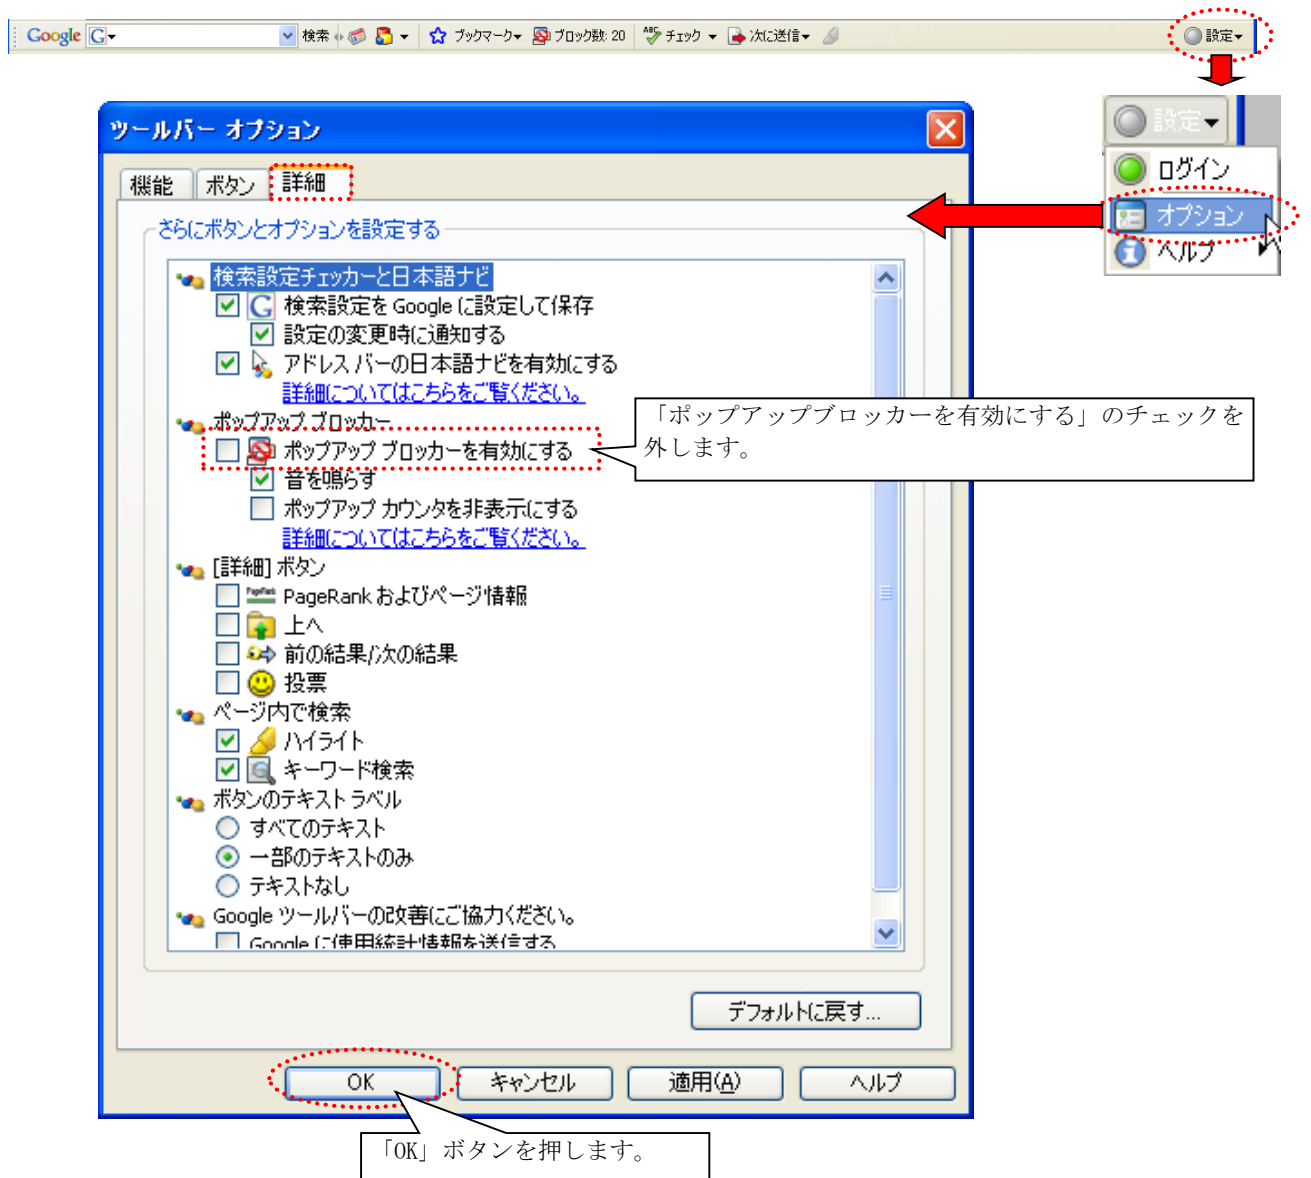 Google G 検索 ブックマーク ブロック数: 20 ABC チェック 次に送信 設定
設定
ログイン
オプション
ヘルプ
ツールバー オプション
機能 ボタン 詳細
さらにボタンとオプションを設定する
検索設定チェッカーと日本語ナビ
G 検索設定を Google に設定して保存
設定の変更時に通知する
アドレス バーの日本語ナビを有効にする
詳細についてはこちらをご覧ください。
ポップアップ ブロッカー
ポップアップ ブロッカーを有効にする
「ポップアップブロッカーを有効にする」のチェックを
外します。
音を鳴らす
ポップアップ カウンタを非表示にする
詳細についてはこちらをご覧ください。
[詳細] ボタン
PageRank PageRank およびページ情報
上へ
前の結果/次の結果
投票
ページ内で検索
ハイライト
キーワード検索
ボタンのテキスト ラベル
すべてのテキスト
一部のテキストのみ
テキストなし
Google ツールバーの改善にご協力ください。
Google に使用統計情報を送信する
デフォルトに戻す...
OK キャンセル 適用(A) ヘルプ
「OK」ボタンを押します。